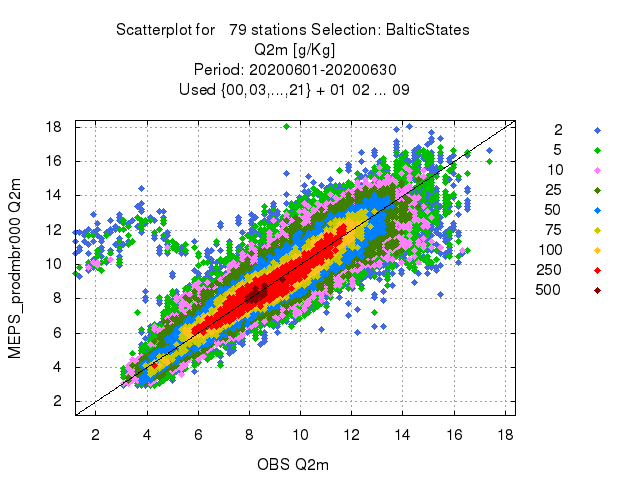 Scatterplot for 79 stations Selection: BalticStates
Q2m [g/Kg]
Period: 20200601-20200630
Used {00,03,...,21} + 01 02 ... 09
18
16
14
12
10
8
6
4
2
MEPS_prodmbr000 Q2m
2 4 6 8 10 12 14 16 18
OBS Q2m
2
5
10
25
50
75
100
250
500